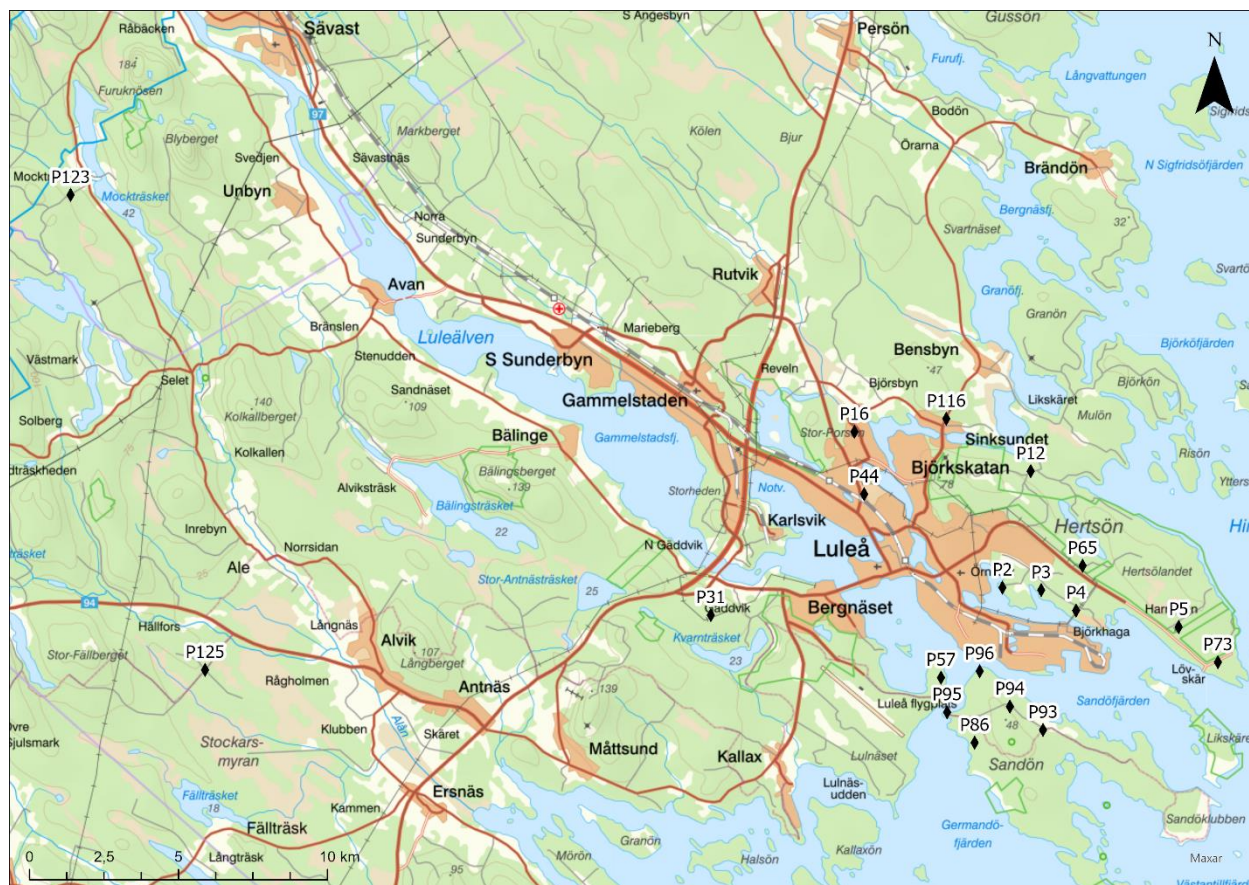 Råbäcken
Sävast
S Angesbyn
Persön
Gussön
N
184
Furuknösen
Furufj.
Långvattungen
97
Markberget
Kölen
Bjur
Bodön
Blyberget
Svedjen
Sävastnäs
Örarna
Brändön
N Sigfridsöfjärden
P123
Mockträsket
42
Unbyn
Norra
Sunderbyn
Bergnäsfj.
Svartnäset
32
Avan
Rutvik
Granöfj.
Granön
Bränslen
Luleälven
Marieberg
Västmark
Stenudden
S Sunderbyn
Reveln
Bensbyn
Björköfjärden
Selet
Sandnäset
109
Björsbyn
47
Likskäret
Björkön
Solberg
140
Kolkallberget
Gammelstaden
P16
P116
Mulön
Bälinge
Gammelstadsfj.
Stor-Porsön
Sinksundet
Kolkallen
P12
Risön
Bälingsberget
139
Björkskatan
78
Alviksträsk
Storheden
Notv.
P44
Bälingsträsket
22
Karlsvik
Hertsön
Inrebyn
Norrsidan
N Gäddvik
Luleå
P65
Ale
Stor-Antnästräsket
25
P2
P3
Hertsölandet
94
P31
Bergnäset
P4
P5
Hällfors
Långnäs
Gäddvik
Björkhaga
Alvik
Kvarnträsket
Stor-Fällberget
P125
107
Långberget
23
P57
P96
P73
Rågholmen
Antnäs
139
Löv-
skär
Luleå flygplats
P95
P94
Sandöfjärden
Klubben
Alån
Skäret
P86
48
P93
Stockars-
myran
Måttsund
Kallax
Lulnäset
Sandön
Likskäret
Fällträsket
18
Ersnäs
Lulnäs-
udden
Kammen
Sandöklubben
Fällträsk
Granön
Germandö-
fjärden
0 2,5 5 10 km
Långträsk
95
Mörön
Halsön
Kallaxön
Maxar